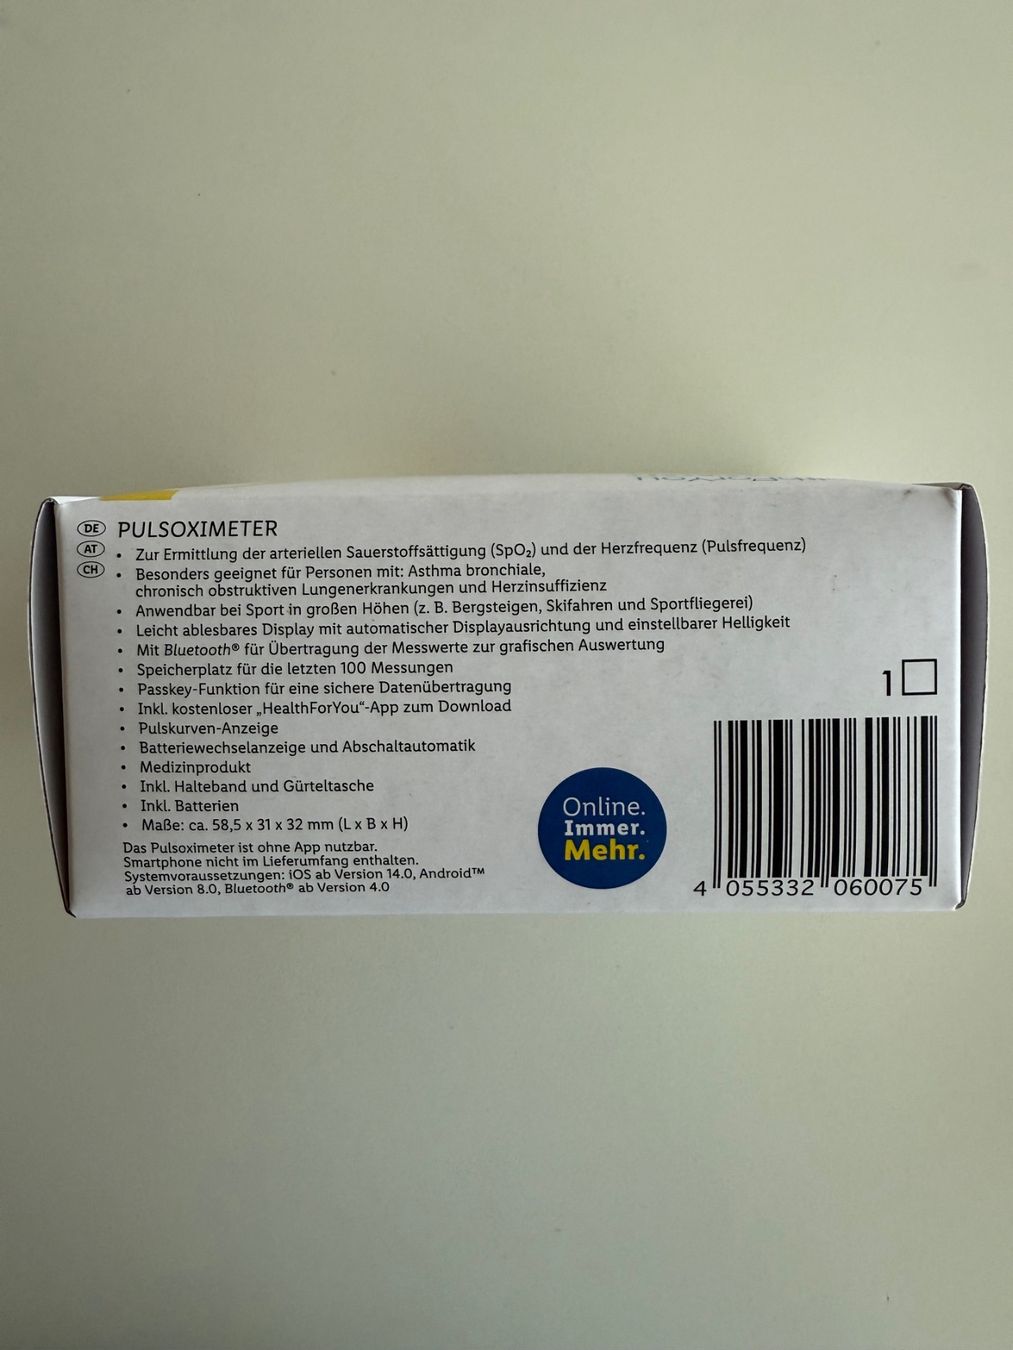 DE PULSOXIMETER
AT • Zur Ermittlung der arteriellen Sauerstoffsättigung (SpO₂) und der Herzfrequenz (Pulsfrequenz)
CH • Besonders geeignet für Personen mit: Asthma bronchiale,
chronisch obstruktiven Lungenerkrankungen und Herzinsuffizienz
• Anwendbar bei Sport in großen Höhen (z. B. Bergsteigen, Skifahren und Sportfliegerei)
• Leicht ablesbares Display mit automatischer Displayausrichtung und einstellbarer Helligkeit
• Mit Bluetooth® für Übertragung der Messwerte zur grafischen Auswertung
• Speicherplatz für die letzten 100 Messungen
• Passkey-Funktion für eine sichere Datenübertragung
• Inkl. kostenloser „HealthForYou“-App zum Download
• Pulskurven-Anzeige
• Batteriewechselanzeige und Abschaltautomatik
• Medizinprodukt
• Inkl. Halteband und Gürteltasche
• Inkl. Batterien
• Maße: ca. 58,5 x 31 x 32 mm (L x B x H)
Das Pulsoximeter ist ohne App nutzbar.
Smartphone nicht im Lieferumfang enthalten.
Systemvoraussetzungen: iOS ab Version 14.0, Android™
ab Version 8.0, Bluetooth® ab Version 4.0
Online.
Immer.
Mehr.
1
4 055332 060075